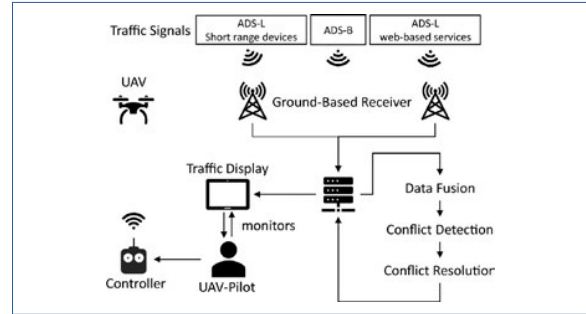 Traffic Signals
ADS-L
Short range devices
ADS-B
ADS-L
web-based services
UAV
Ground-Based Receiver
Traffic Display
Data Fusion
monitors
Conflict Detection
Conflict Resolution
Controller
UAV-Pilot